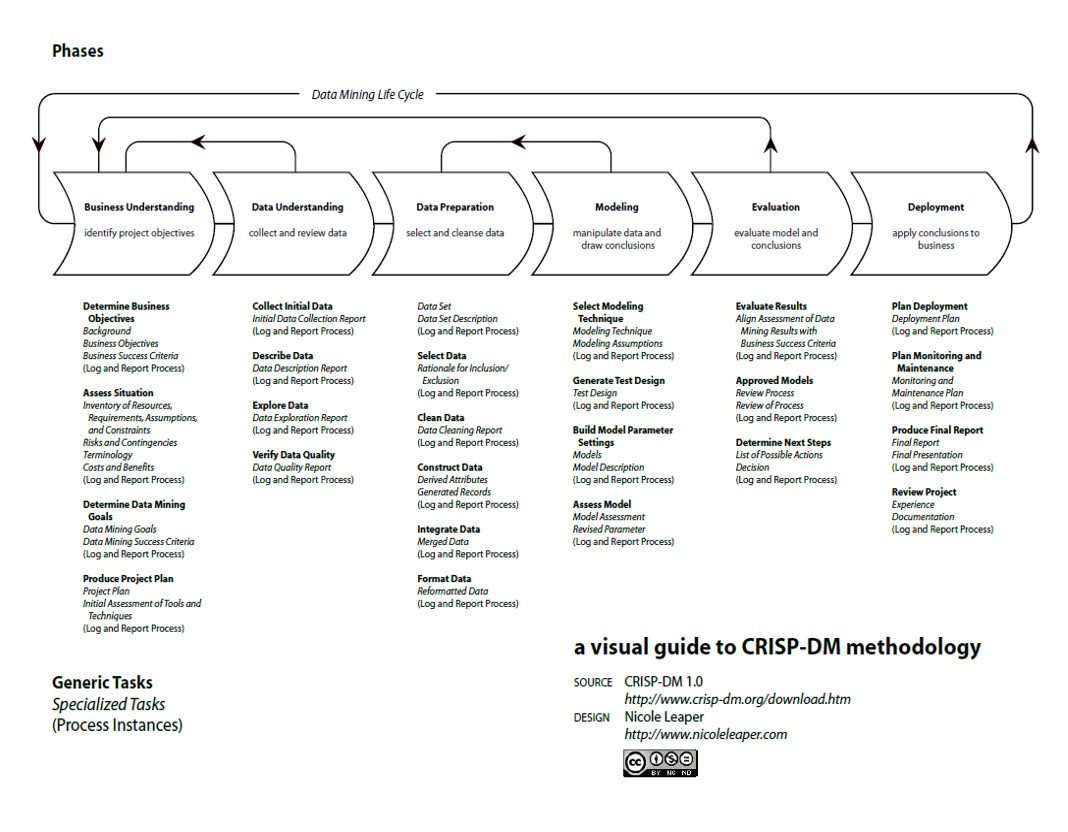 Phases
Data Mining Life Cycle
Business Understanding
identify project objectives
Data Understanding
collect and review data
Data Preparation
select and cleanse data
Modeling
manipulate data and
draw conclusions
Evaluation
evaluate model and
conclusions
Deployment
apply conclusions to
business
Determine Business
Objectives
Background
Business Objectives
Business Success Criteria
(Log and Report Process)
Assess Situation
Inventory of Resources,
Requirements, Assumptions,
and Constraints
Risks and Contingencies
Terminology
Costs and Benefits
(Log and Report Process)
Determine Data Mining
Goals
Data Mining Goals
Data Mining Success Criteria
(Log and Report Process)
Produce Project Plan
Project Plan
Initial Assessment of Tools and
Techniques
(Log and Report Process)
Collect Initial Data
Initial Data Collection Report
(Log and Report Process)
Describe Data
Data Description Report
(Log and Report Process)
Explore Data
Data Exploration Report
(Log and Report Process)
Verify Data Quality
Data Quality Report
(Log and Report Process)
Data Set
Data Set Description
(Log and Report Process)
Select Data
Rationale for Inclusion/
Exclusion
(Log and Report Process)
Clean Data
Data Cleaning Report
(Log and Report Process)
Construct Data
Derived Attributes
Generated Records
(Log and Report Process)
Integrate Data
Merged Data
(Log and Report Process)
Format Data
Reformatted Data
(Log and Report Process)
Select Modeling
Technique
Modeling Technique
Modeling Assumptions
(Log and Report Process)
Generate Test Design
Test Design
(Log and Report Process)
Build Model Parameter
Settings
Models
Model Description
(Log and Report Process)
Assess Model
Model Assessment
Revised Parameter
(Log and Report Process)
Evaluate Results
Align Assessment of Data
Mining Results with
Business Success Criteria
(Log and Report Process)
Approved Models
Review Process
Review of Process
(Log and Report Process)
Determine Next Steps
List of Possible Actions
Decision
(Log and Report Process)
Plan Deployment
Deployment Plan
(Log and Report Process)
Plan Monitoring and
Maintenance
Monitoring and
Maintenance Plan
(Log and Report Process)
Produce Final Report
Final Report
Final Presentation
(Log and Report Process)
Review Project
Experience
Documentation
(Log and Report Process)
Generic Tasks
Specialized Tasks
(Process Instances)
a visual guide to CRISP-DM methodology
SOURCE CRISP-DM 1.0
http://www.crisp-dm.org/download.htm
DESIGN Nicole Leaper
http://www.nicoleleaper.com
cc
BY NC ND